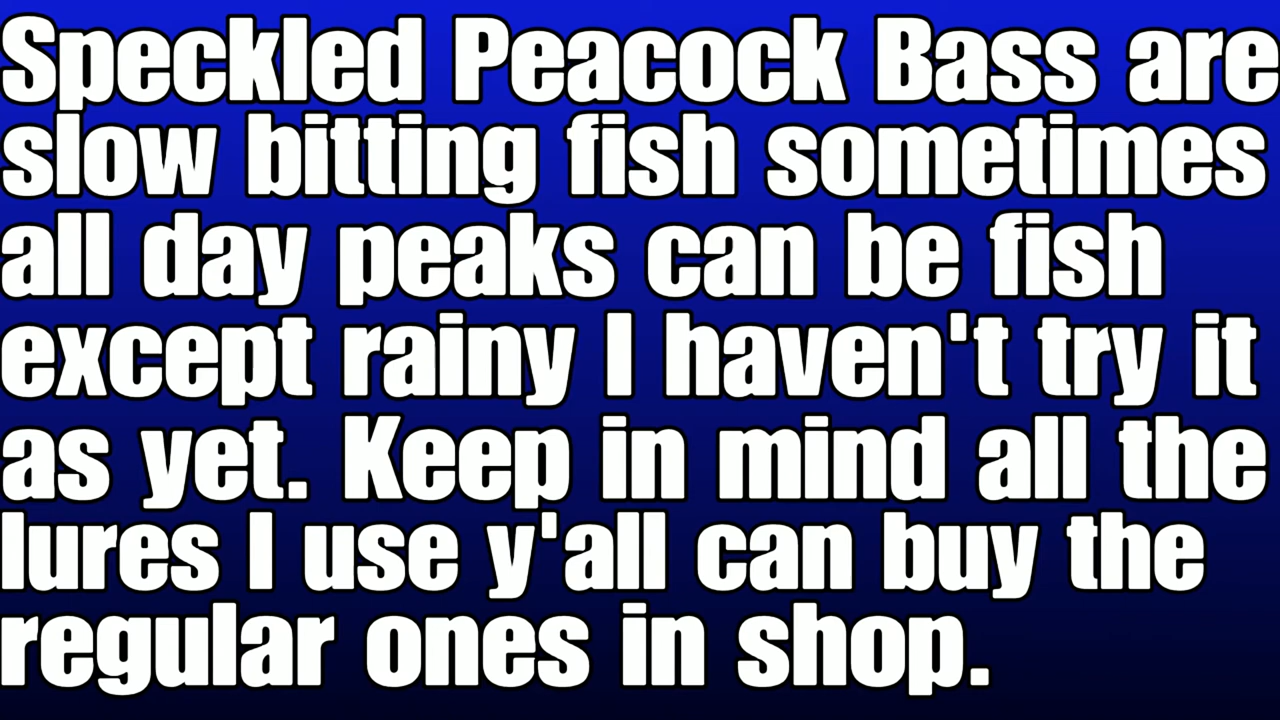 Speckled Peacock Bass are
slow bitting fish sometimes
all day peaks can be fish
except rainy I haven't try it
as yet. Keep in mind all the
lures I use y'all can buy the
regular ones in shop.